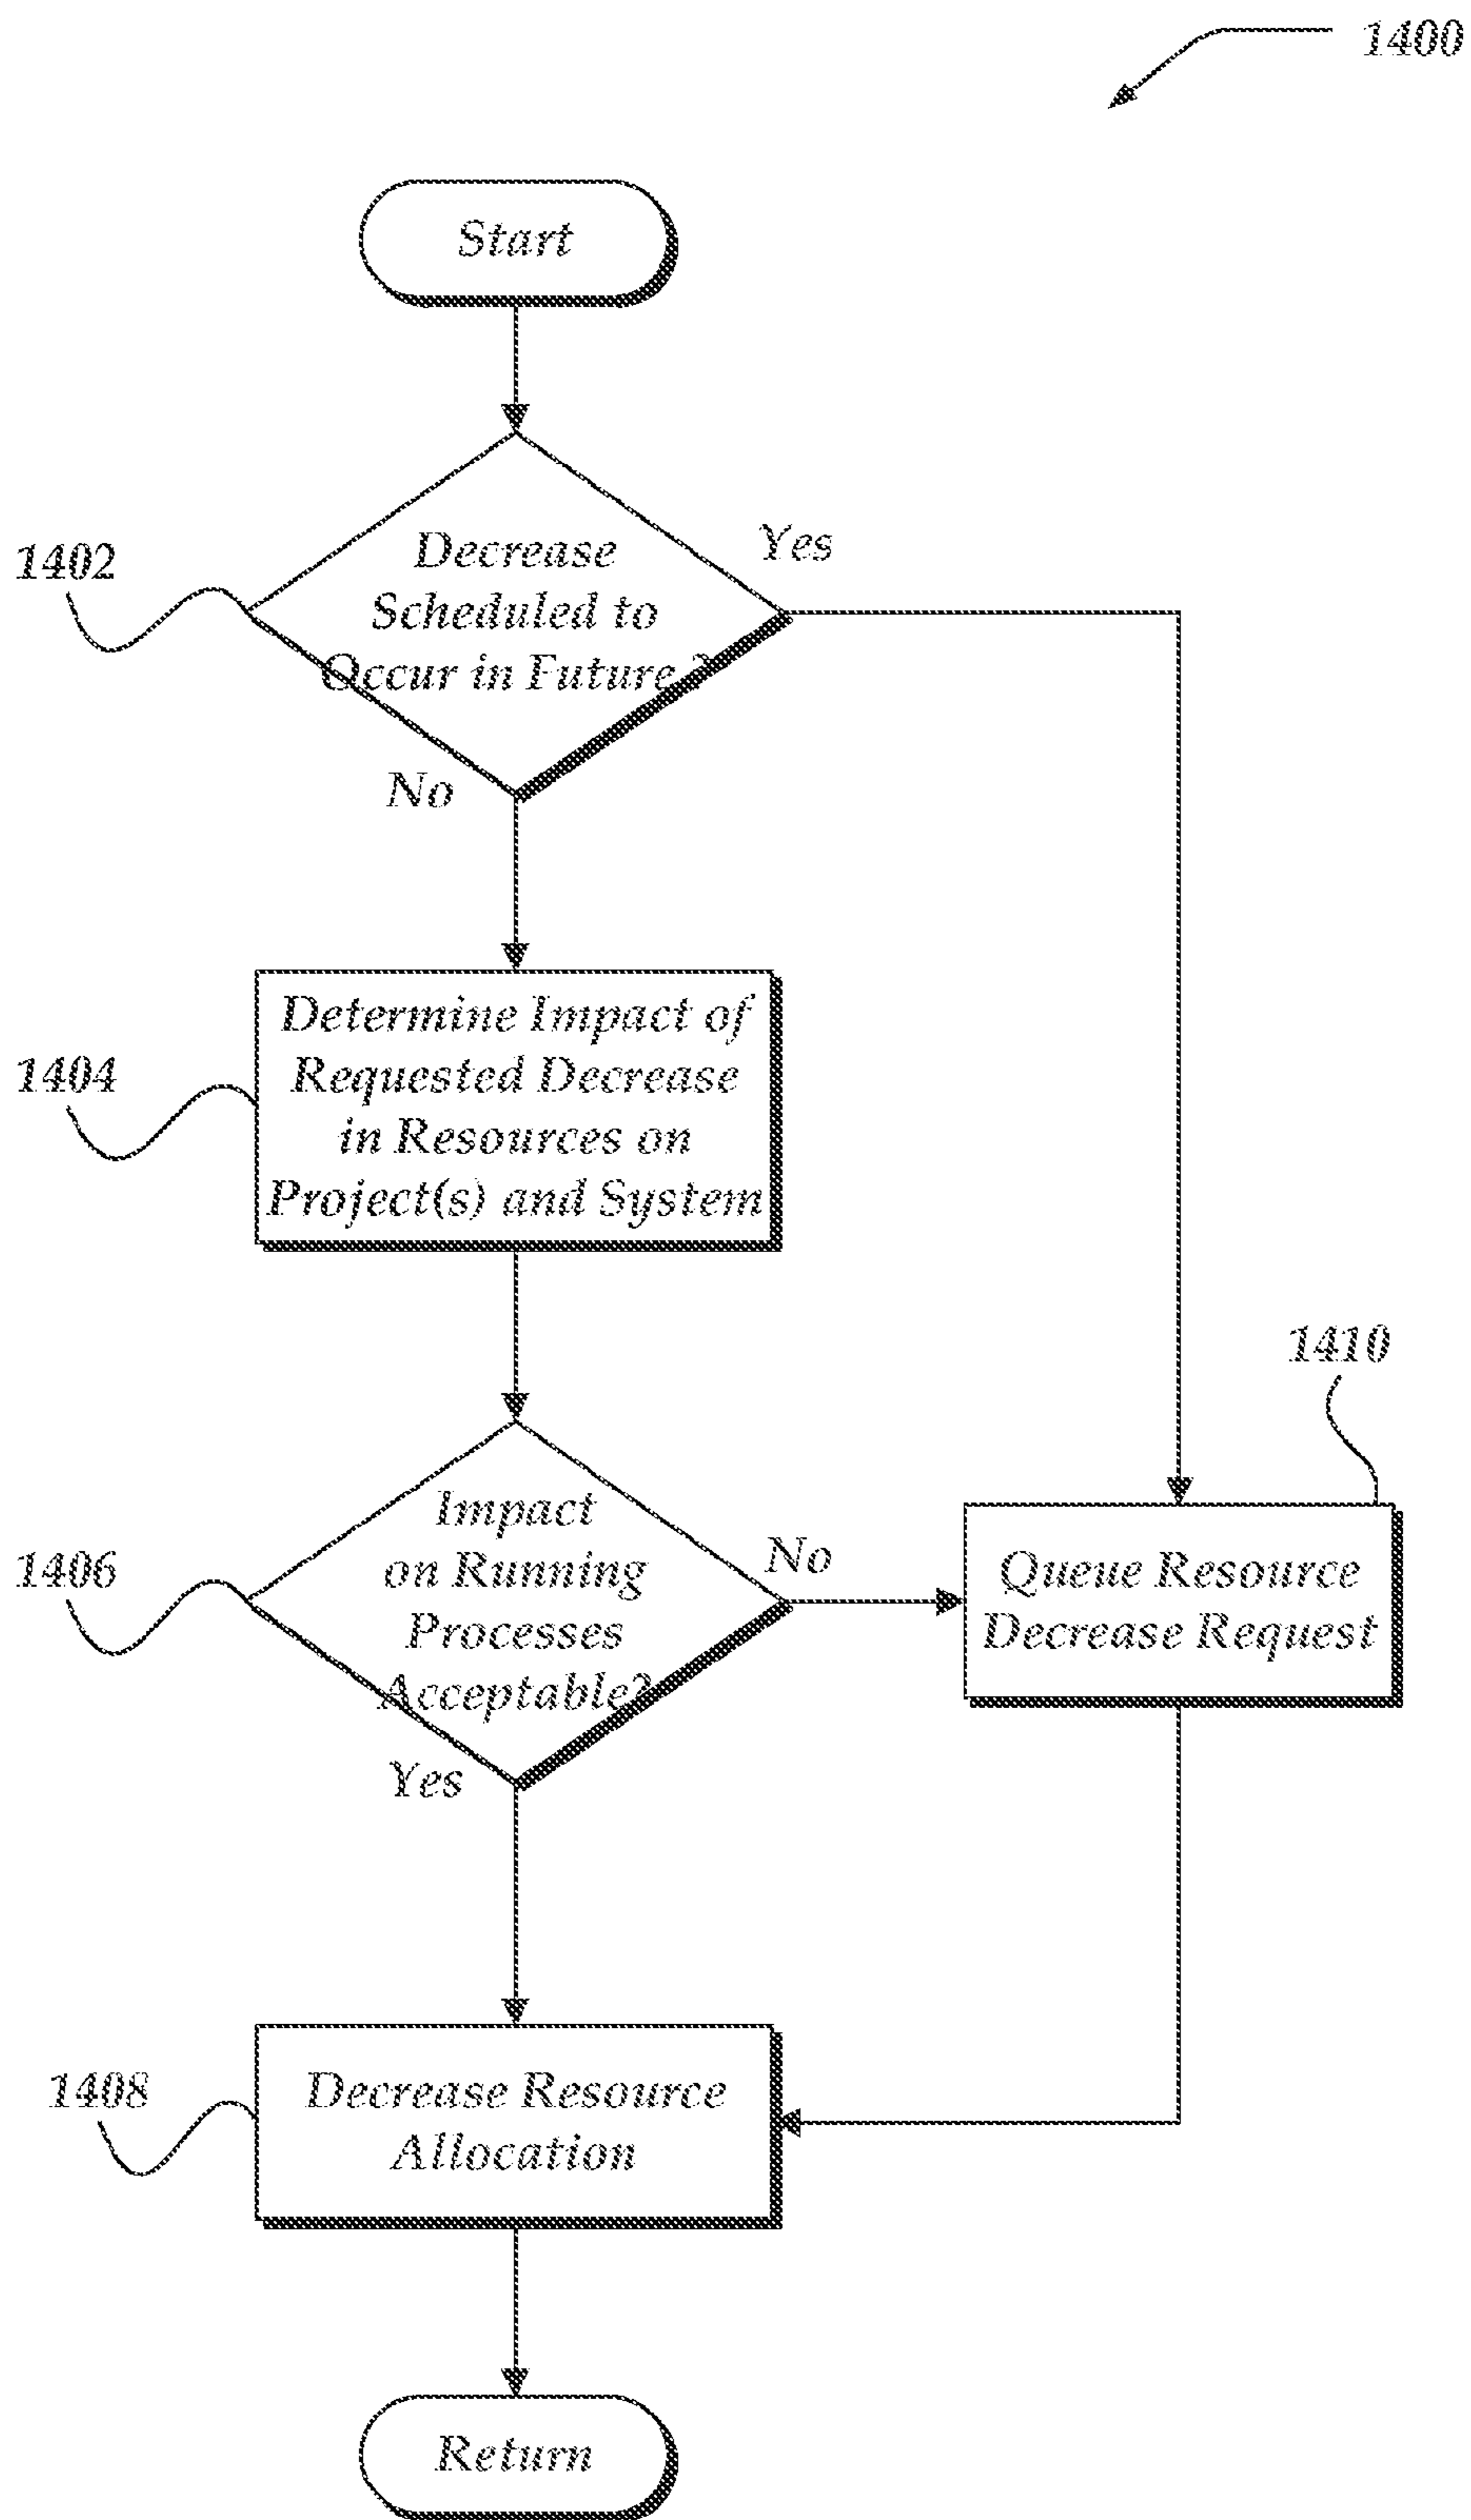 1400
Start
1402
Decrease
Scheduled to
Occur in Future ?
Yes
No
1404
Determine Impact of
Requested Decrease
in Resources on
Project(s) and System
1406
Impact
on Running
Processes
Acceptable?
No
Yes
1410
Queue Resource
Decrease Request
1408
Decrease Resource
Allocation
Return